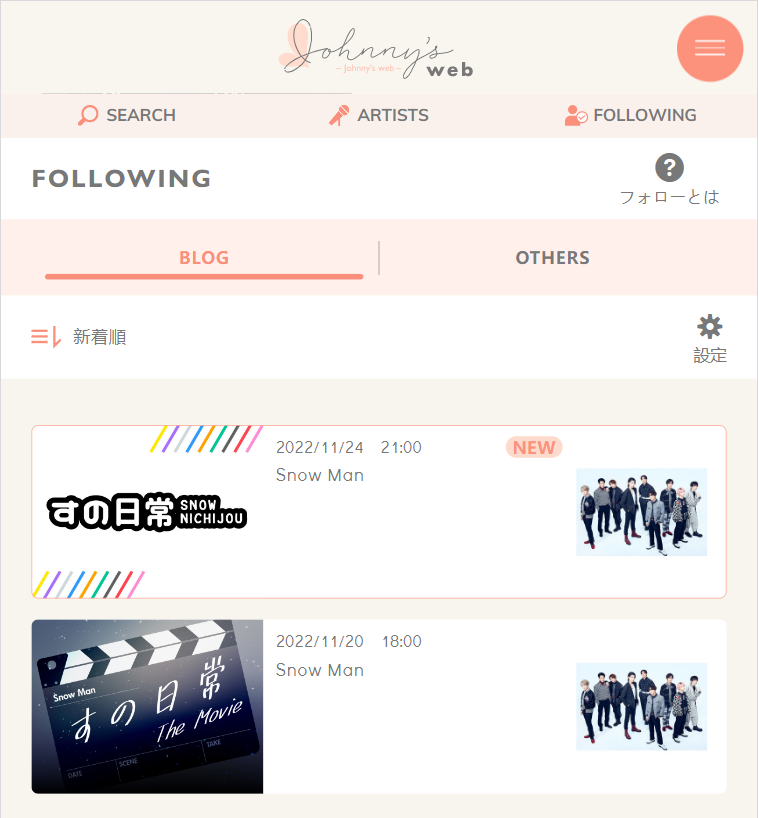 Johnny's web
– Johnny's web –
SEARCH
ARTISTS
FOLLOWING
FOLLOWING
?
フォローとは
BLOG
OTHERS
新着順
設定
2022/11/24 21:00
NEW
Snow Man
すの日常 SNOW NICHIJOU
2022/11/20 18:00
Snow Man
Snow Man
すの日常
The Movie
DATE
SCENE
TAKE